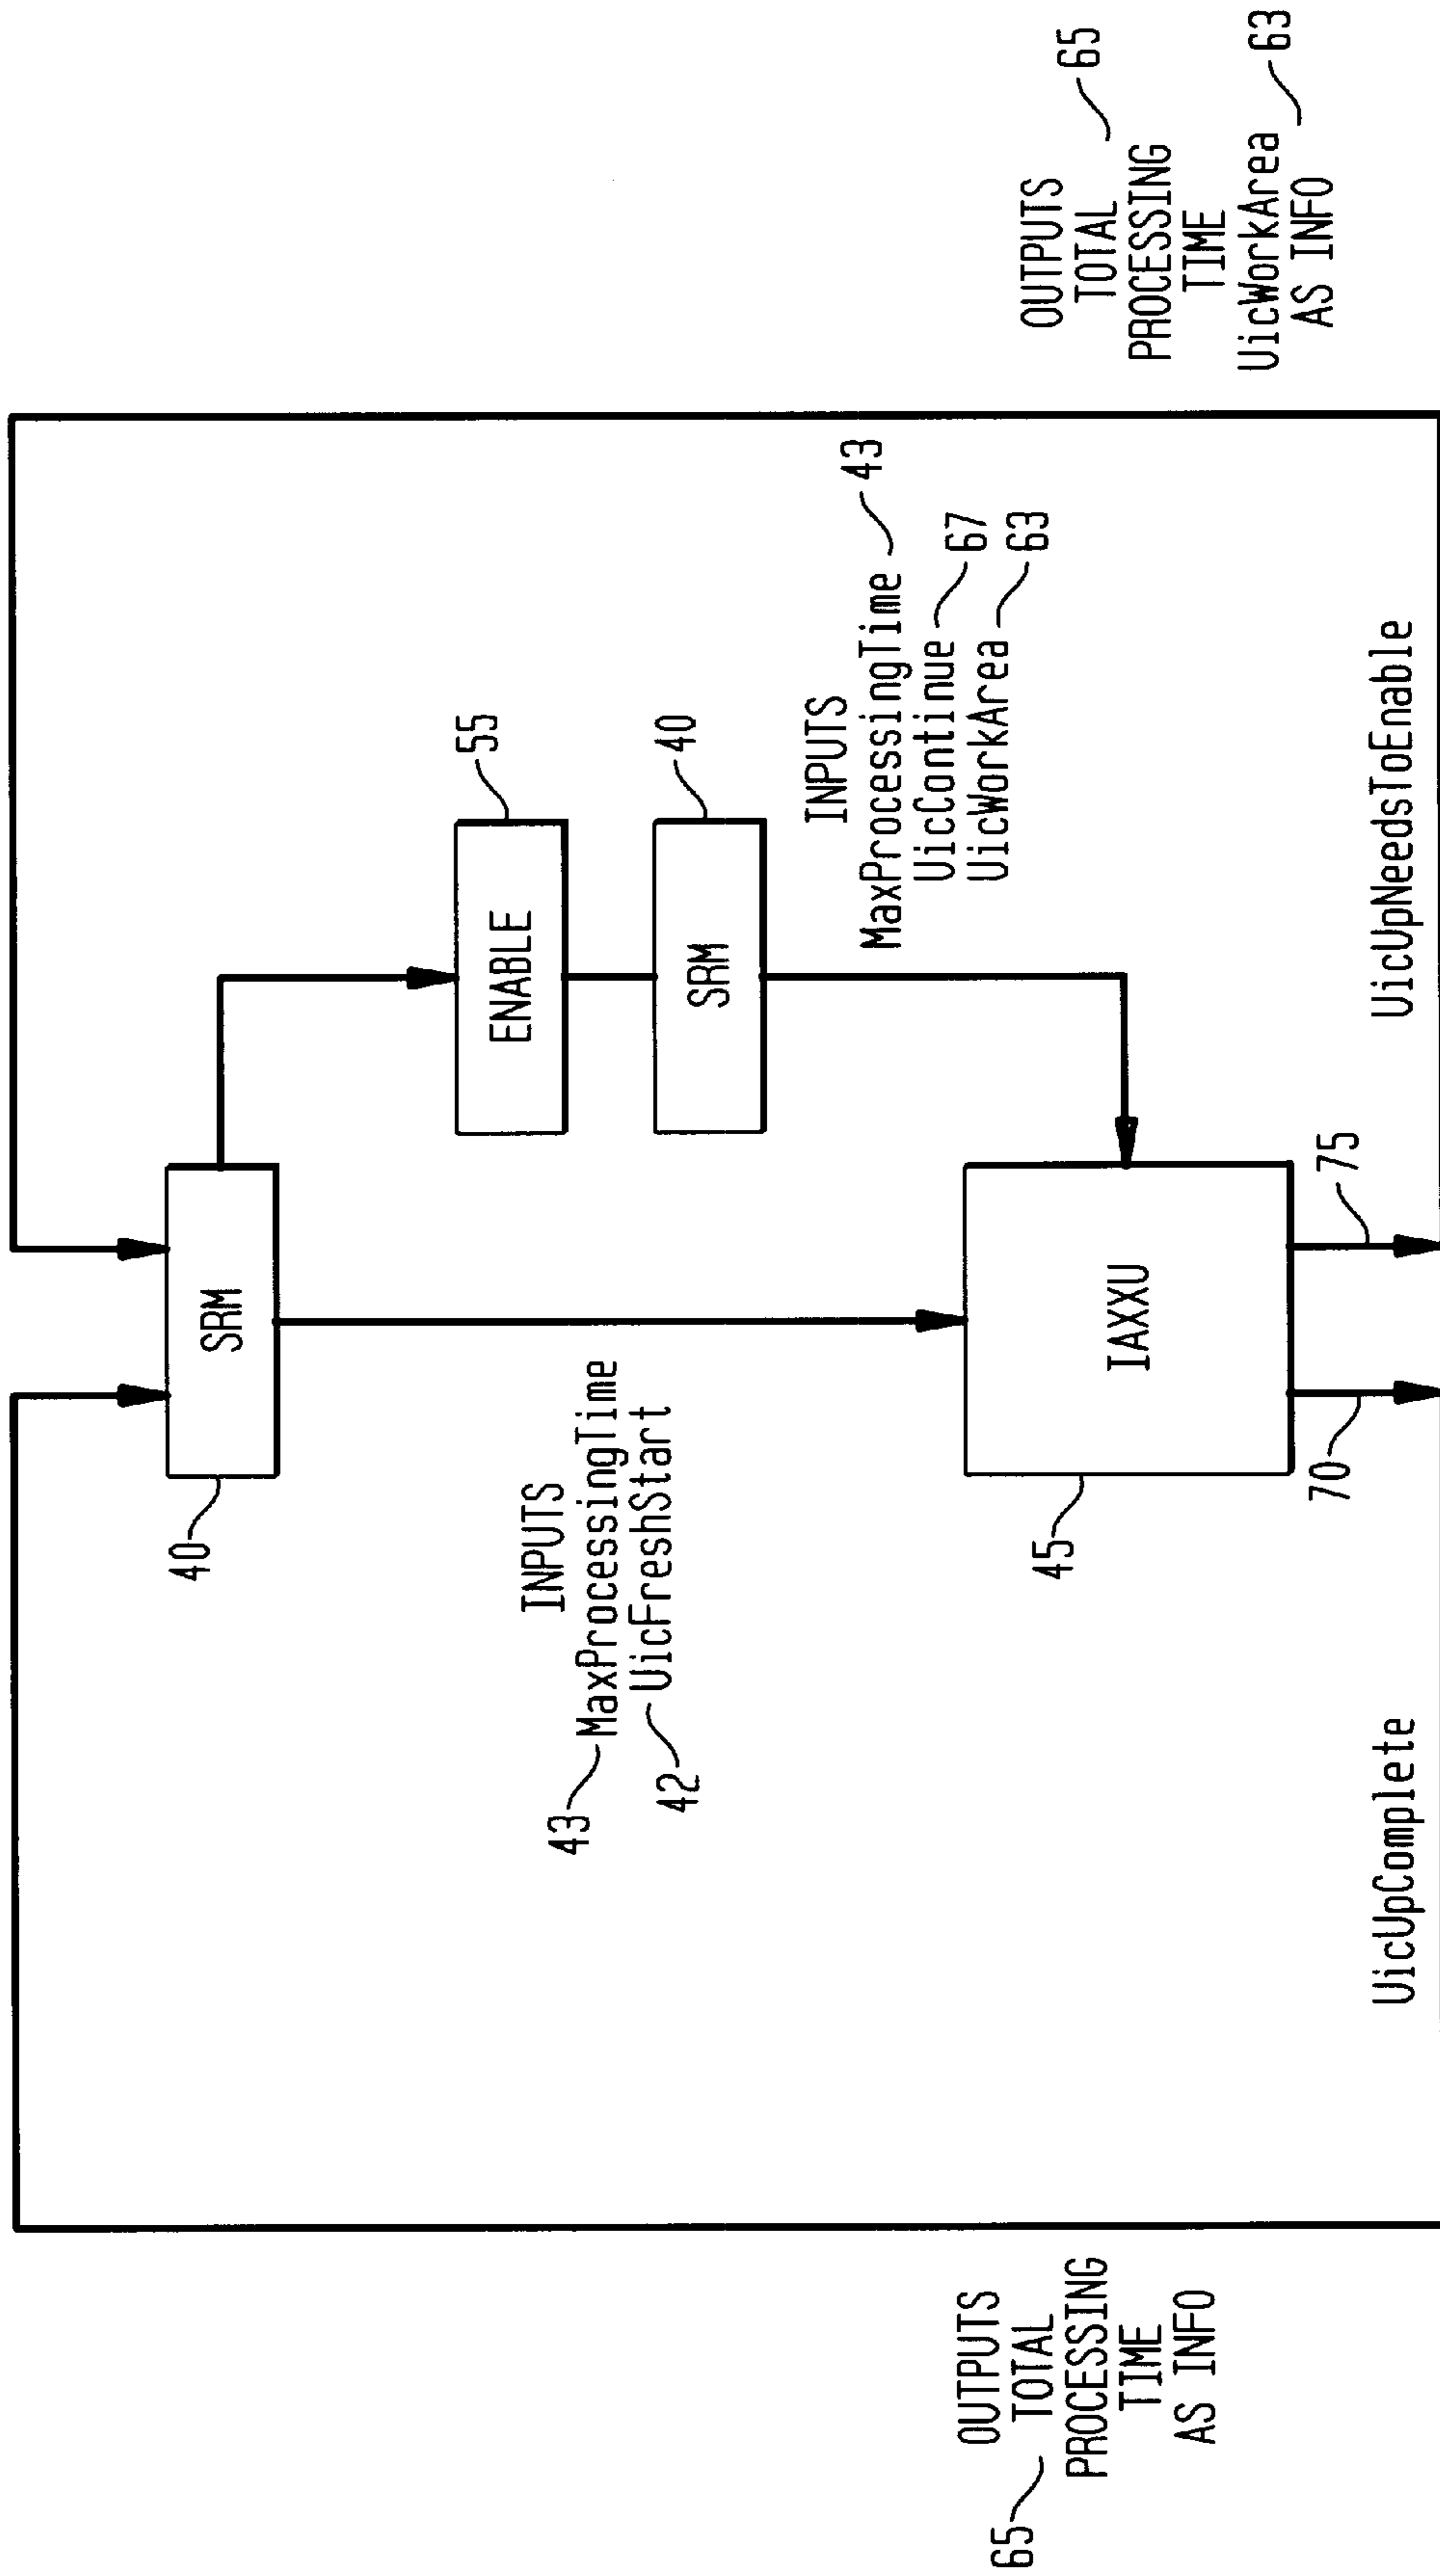 40
SRM
55
ENABLE
INPUTS
43
MaxProcessingTime
42
UicFreshStart
40
SRM
INPUTS
MaxProcessingTime 43
UicContinue 67
UicWorkArea 63
45
IAXXU
65
OUTPUTS
TOTAL
PROCESSING
TIME
AS INFO
OUTPUTS
TOTAL 65
PROCESSING
TIME
UicWorkArea 63
AS INFO
70
75
UicUpComplete
UicUpNeedsToEnable